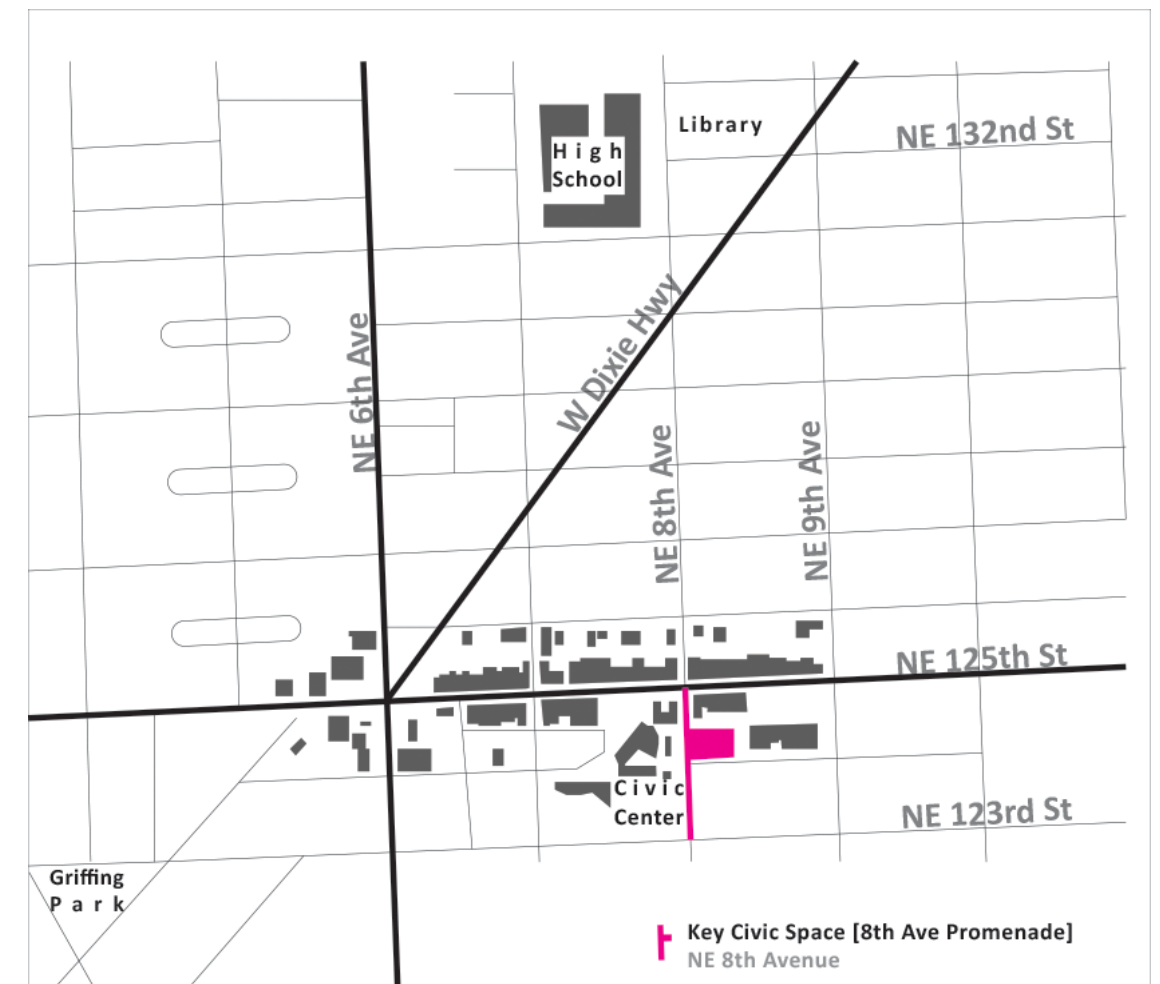 Library
NE 132nd St
High
School
W Dixie Hwy
NE 6th Ave
NE 8th Ave
NE 9th Ave
NE 125th St
Civic
Center
NE 123rd St
Griffing
Park
Key Civic Space [8th Ave Promenade]
NE 8th Avenue